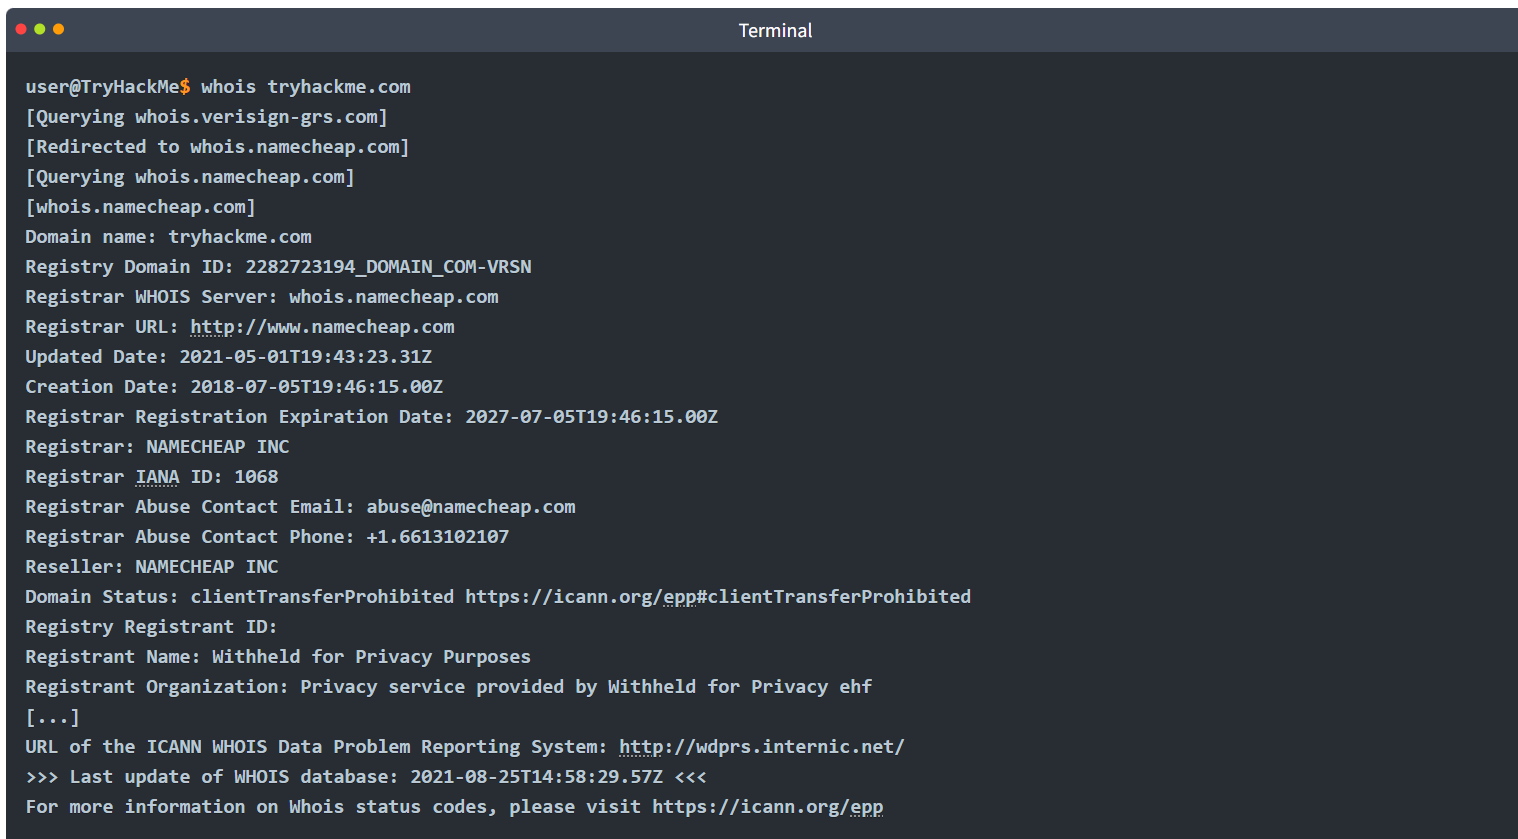 Terminal
user@TryHackMe$ whois tryhackme.com
[Querying whois.verisign-grs.com]
[Redirected to whois.namecheap.com]
[Querying whois.namecheap.com]
[whois.namecheap.com]
Domain name: tryhackme.com
Registry Domain ID: 2282723194_DOMAIN_COM-VRSN
Registrar WHOIS Server: whois.namecheap.com
Registrar URL: http://www.namecheap.com
Updated Date: 2021-05-01T19:43:23.31Z
Creation Date: 2018-07-05T19:46:15.00Z
Registrar Registration Expiration Date: 2027-07-05T19:46:15.00Z
Registrar: NAMECHEAP INC
Registrar IANA ID: 1068
Registrar Abuse Contact Email: abuse@namecheap.com
Registrar Abuse Contact Phone: +1.6613102107
Reseller: NAMECHEAP INC
Domain Status: clientTransferProhibited https://icann.org/epp#clientTransferProhibited
Registry Registrant ID:
Registrant Name: Withheld for Privacy Purposes
Registrant Organization: Privacy service provided by Withheld for Privacy ehf
[...]
URL of the ICANN WHOIS Data Problem Reporting System: http://wdprs.internic.net/
>>> Last update of WHOIS database: 2021-08-25T14:58:29.57Z <<<
For more information on Whois status codes, please visit https://icann.org/epp